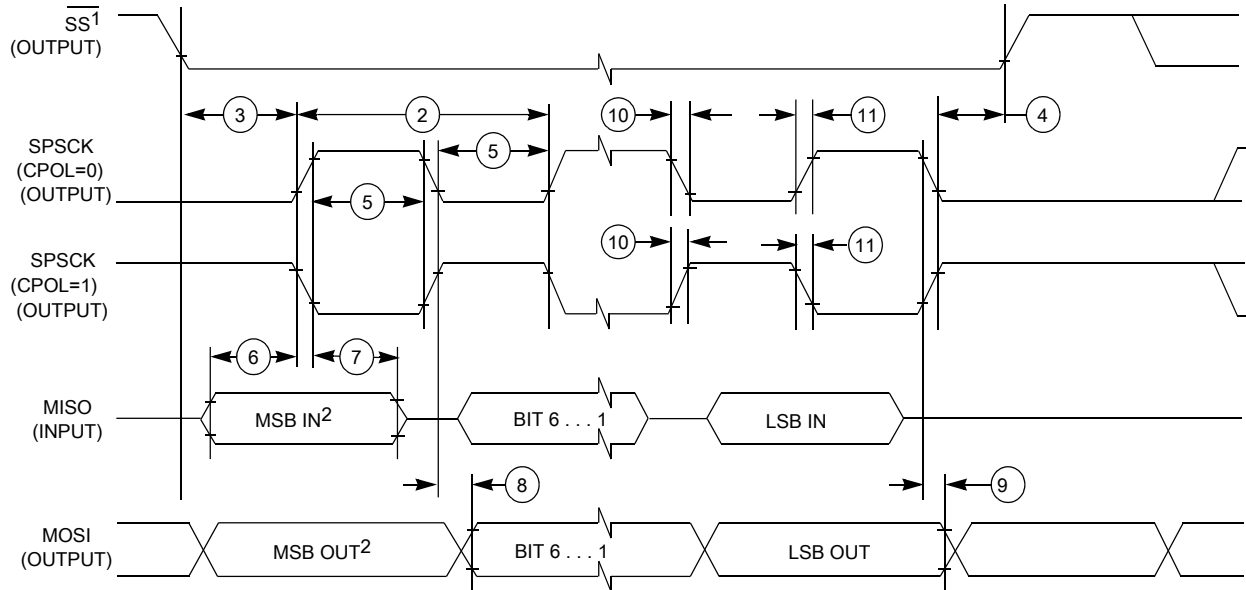 SS1
(OUTPUT)
3
2
10
11
4
SPSCK
(CPOL=0)
(OUTPUT)
5
5
10
11
SPSCK
(CPOL=1)
(OUTPUT)
6
7
MISO
(INPUT)
MSB IN2
BIT 6 . . . 1
LSB IN
8
9
MOSI
(OUTPUT)
MSB OUT2
BIT 6 . . . 1
LSB OUT